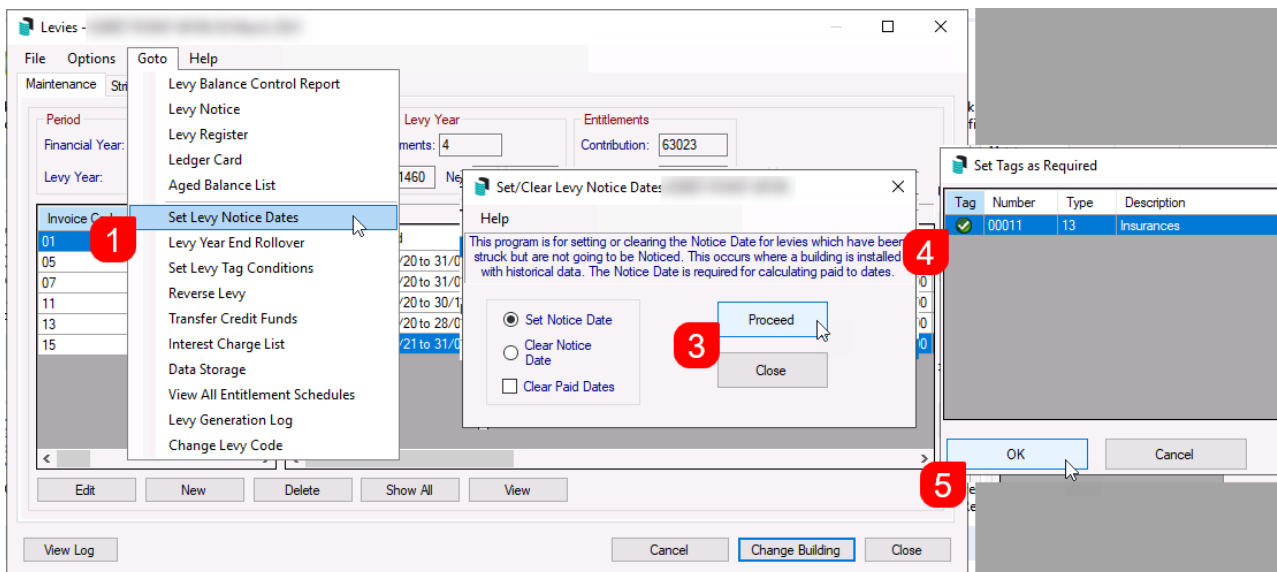 Levies -
File Options Goto Help
Maintenance Stri
Period
Financial Year:
Levy Year:
Levy Year
ments: 4
1460
Entitlements
Contribution: 63023
Levy Balance Control Report
Levy Notice
Levy Register
Ledger Card
Aged Balance List
Set Levy Notice Dates
Levy Year End Rollover
Set Levy Tag Conditions
Reverse Levy
Transfer Credit Funds
Interest Charge List
Data Storage
View All Entitlement Schedules
Levy Generation Log
Change Levy Code
1
Invoice C
01
05
07
11
13
15
/20 to 31/0
/20 to 31/0
/20 to 30/1
/20 to 28/0
/21 to 31/0
Set/Clear Levy Notice Dates
Help
This program is for setting or clearing the Notice Date for levies which have been
struck but are not going to be Noticed. This occurs where a building is installed
with historical data. The Notice Date is required for calculating paid to dates.
Set Notice Date
Clear Notice
Date
Clear Paid Dates
3
Proceed
Close
Set Tags as Required
Tag Number Type Description
00011 13 Insurances
4
OK Cancel
5
Edit New Delete Show All View
View Log Cancel Change Building Close